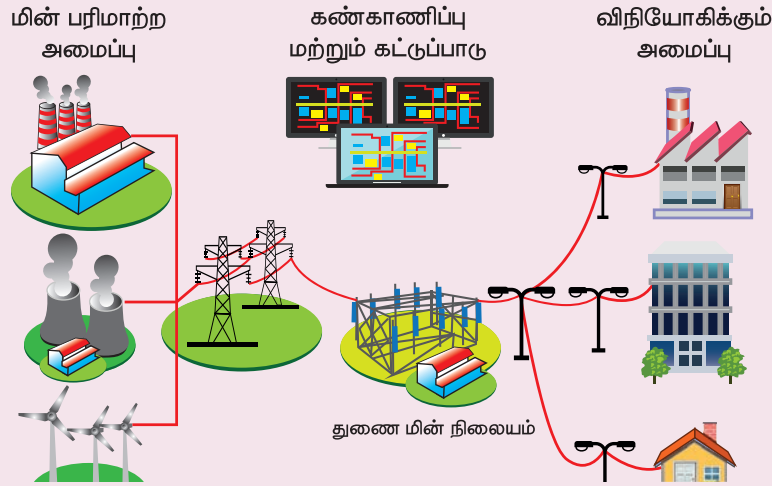 மின் பரிமாற்ற
அமைப்பு
கண்காணிப்பு
மற்றும் கட்டுப்பாடு
விநியோகிக்கும்
அமைப்பு
துணை மின் நிலையம்